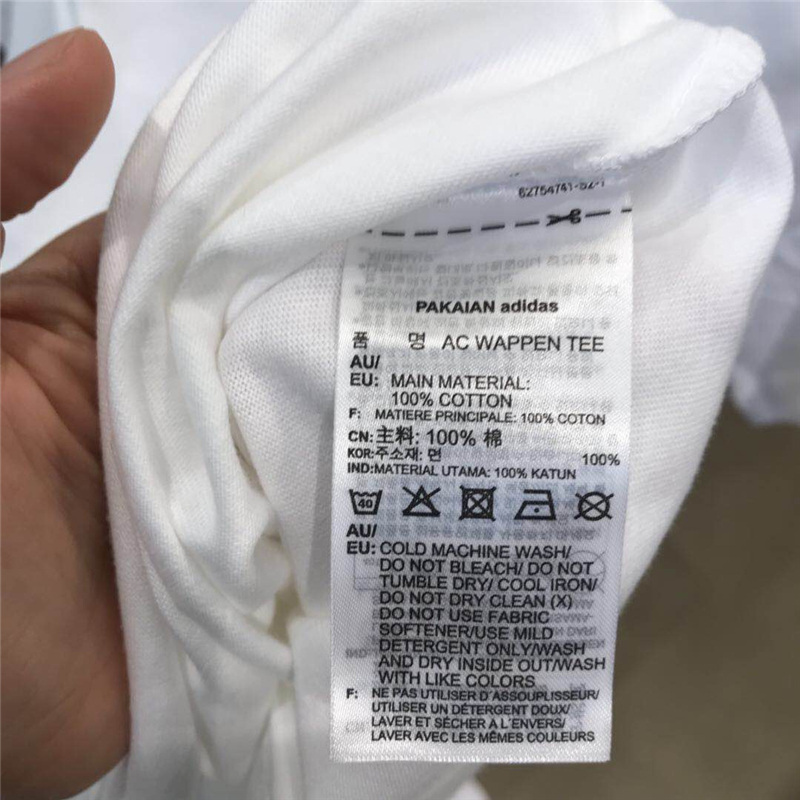 62754741-52-1
PAKAIAN adidas
품 명 AC WAPPEN TEE
AU/
EU: MAIN MATERIAL:
100% COTTON
F: MATIERE PRINCIPALE: 100% COTON
CN:主料: 100% 棉
KOR:주소재: 면 100%
IND:MATERIAL UTAMA: 100% KATUN
40
AU/
EU: COLD MACHINE WASH/
DO NOT BLEACH/ DO NOT
TUMBLE DRY/ COOL IRON/
DO NOT DRY CLEAN (X)
DO NOT USE FABRIC
SOFTENER/USE MILD
DETERGENT ONLY/WASH
AND DRY INSIDE OUT/WASH
WITH LIKE COLORS
F: NE PAS UTILISER D'ASSOUPLISSEUR/
UTILISER UN DÉTERGENT DOUX/
LAVER ET SÉCHER À L'ENVERS/
LAVER AVEC LES MÊMES COULEURS